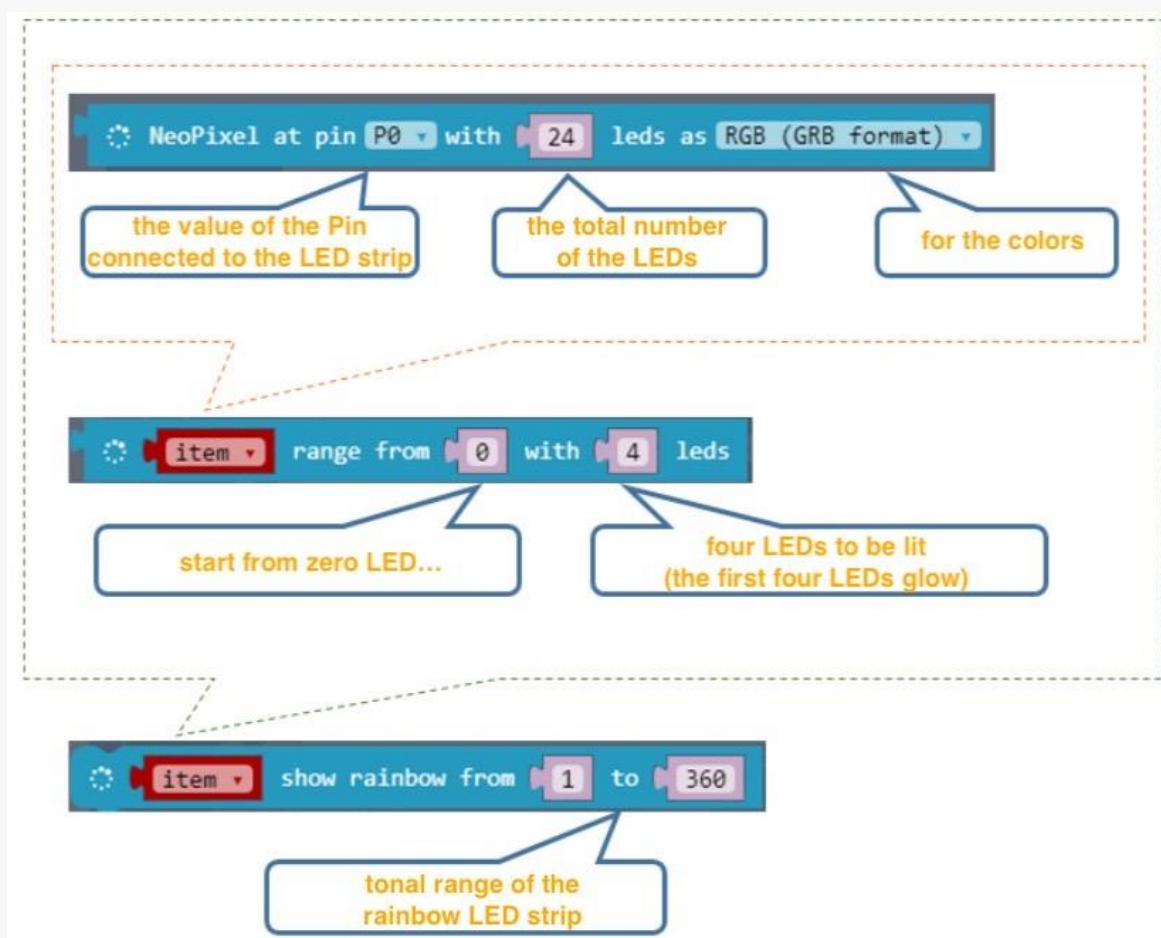 NeoPixel at pin P0 with 24 leds as RGB (GRB format)
the value of the Pin
connected to the LED strip
the total number
of the LEDs
for the colors
item range from 0 with 4 leds
start from zero LED…
four LEDs to be lit
(the first four LEDs glow)
item show rainbow from 1 to 360
tonal range of the
rainbow LED strip